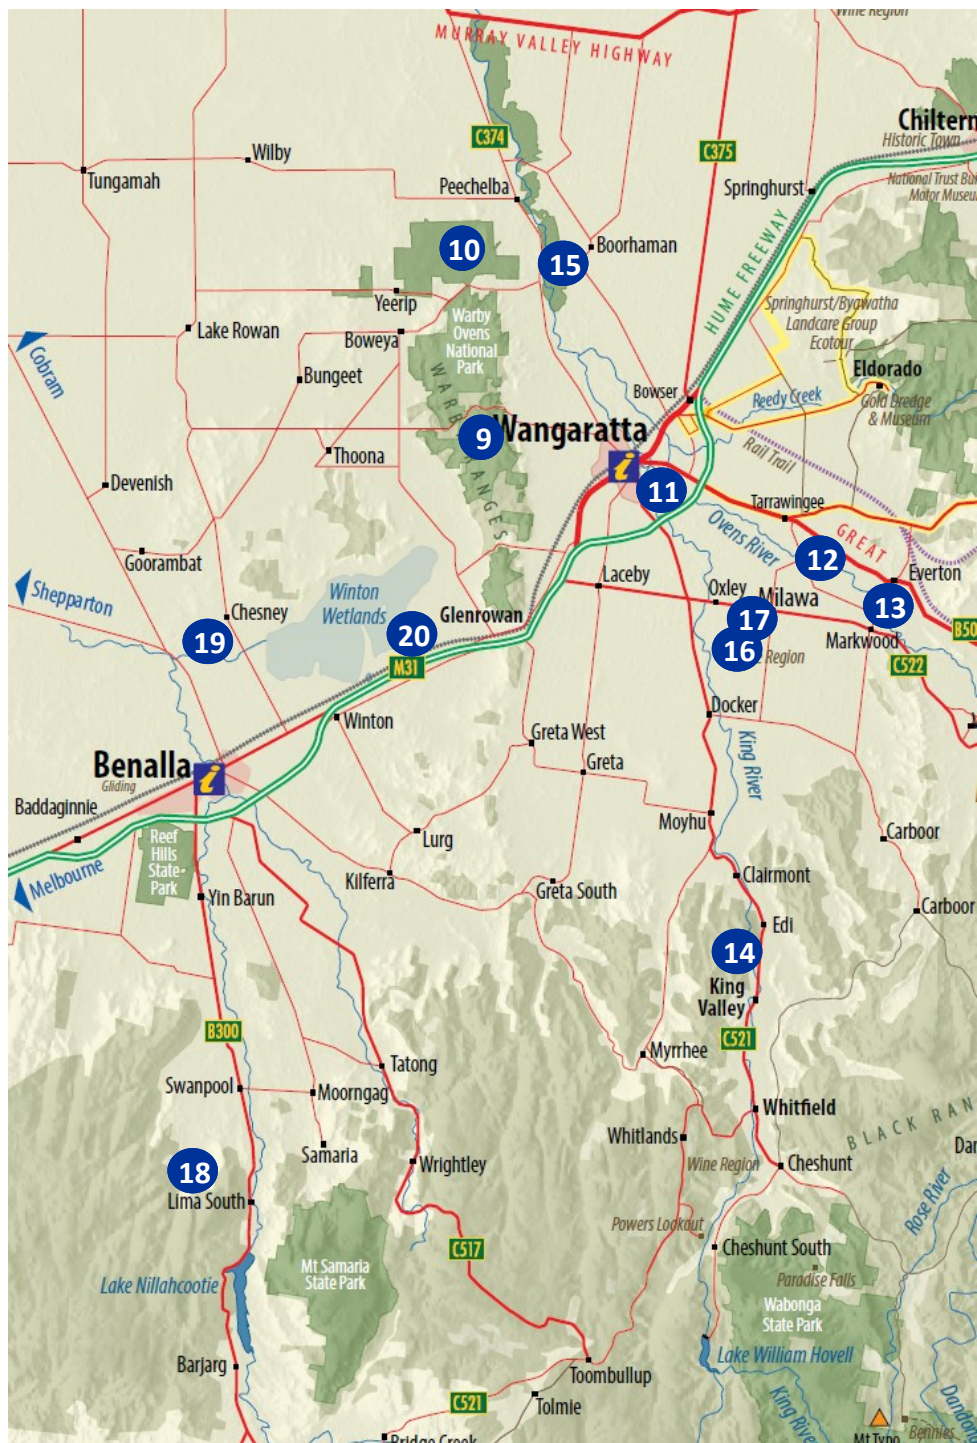 Wine Region
MURRAY VALLEY HIGHWAY
Chiltern
Historic Town
C374
C375
Wilby
Tungamah
Peechelba
Springhurst
National Trust Bui
Motor Museum
10
15
Boorhaman
HUME FREEWAY
Yeerip
Springhurst/Byawatha
Landcare Group
Ecotour
Lake Rowan
Boweya
Warby
Ovens
National
Park
Cobram
Bungeet
Eldorado
Bowser
Reedy Creek
Gold Dredge
& Museum
WARBY RANGES
9
Wangaratta
Thoona
Rail Trail
i
Devenish
11
Tarrawingee
Ovens River
GREAT
Goorambat
12
Shepparton
Winton
Wetlands
Laceby
Everton
Chesney
Glenrowan
Oxley
Milawa
13
19
20
17
Markwood
B50
16
e Region
M31
C522
Winton
Docker
Greta West
King River
Benalla
i
Gliding
Greta
Baddaginnie
Moyhu
Reef
Hills
State
Park
Lurg
Carboor
Melbourne
Kilferra
Clairmont
Yin Barun
Greta South
Carboor
Edi
14
King
Valley
B300
C521
Myrrhee
Tatong
Swanpool
Moorngag
Whitfield
BLACK RAN
Whitlands
Samaria
Dan
18
Wrightley
Wine Region
Cheshunt
Lima South
Rose River
Powers Lookout
C517
Cheshunt South
Mt Samaria
State Park
Paradise Falls
Lake Nillahcootie
Wabonga
State Park
Lake William Hovell
Barjarg
Toombullup
King River
Dando
C521
Tolmie
Bennies
Bridge Creek
Mt Typo